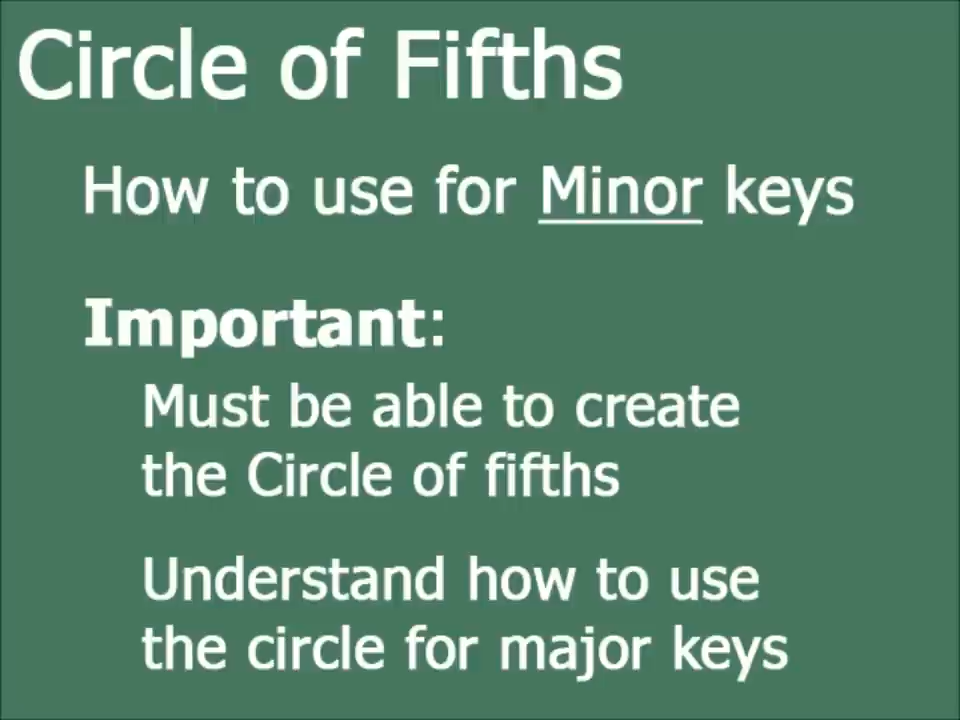 Circle of Fifths
How to use for Minor keys
Important:
Must be able to create
the Circle of fifths
Understand how to use
the circle for major keys